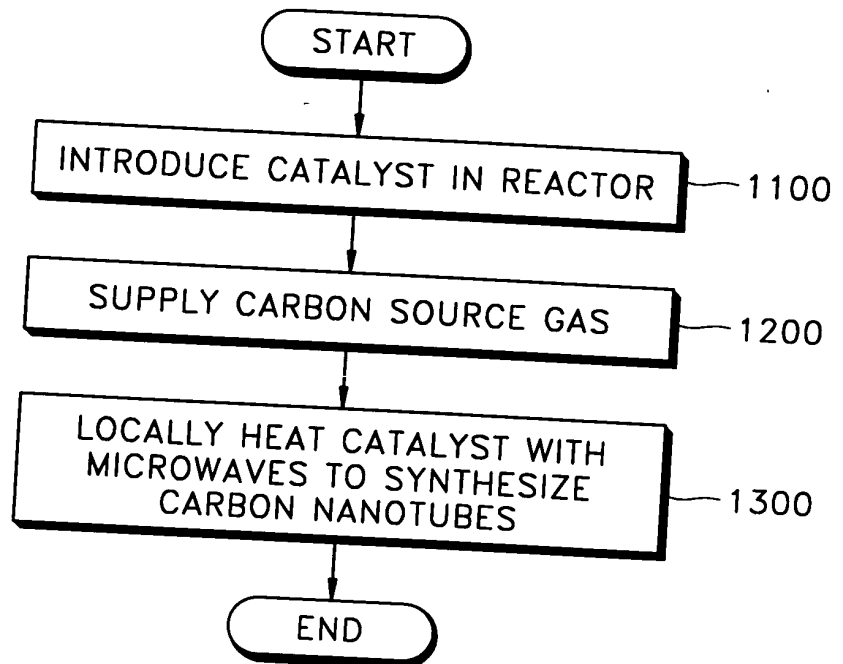 START
INTRODUCE CATALYST IN REACTOR
1100
SUPPLY CARBON SOURCE GAS
1200
LOCALLY HEAT CATALYST WITH
MICROWAVES TO SYNTHESIZE
CARBON NANOTUBES
1300
END